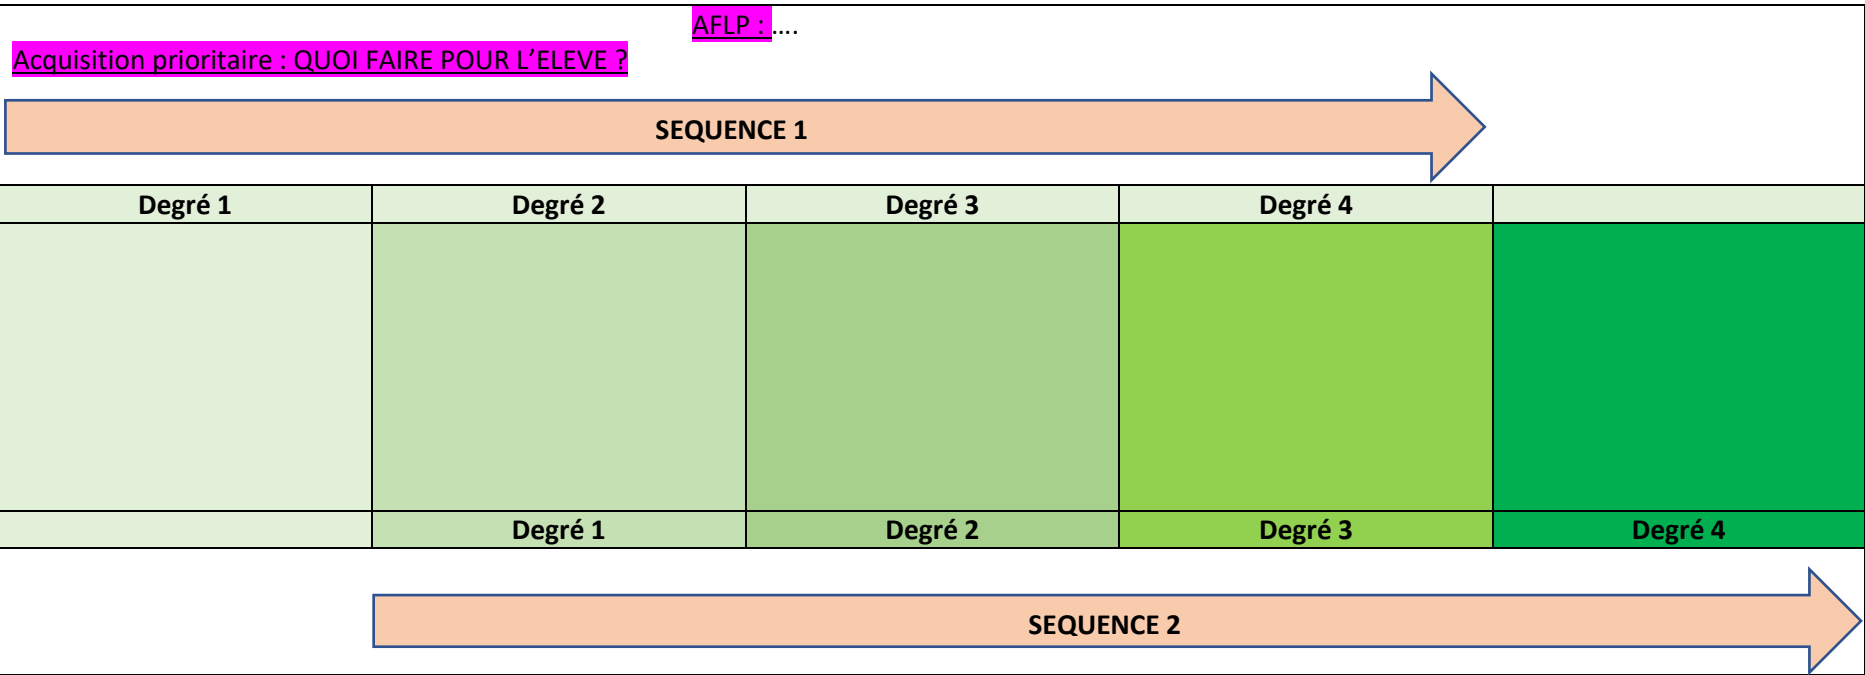 AFLP : ....
Acquisition prioritaire : QUOI FAIRE POUR L’ELEVE ?
SEQUENCE 1
Degré 1 Degré 2 Degré 3 Degré 4
Degré 1 Degré 2 Degré 3 Degré 4
SEQUENCE 2